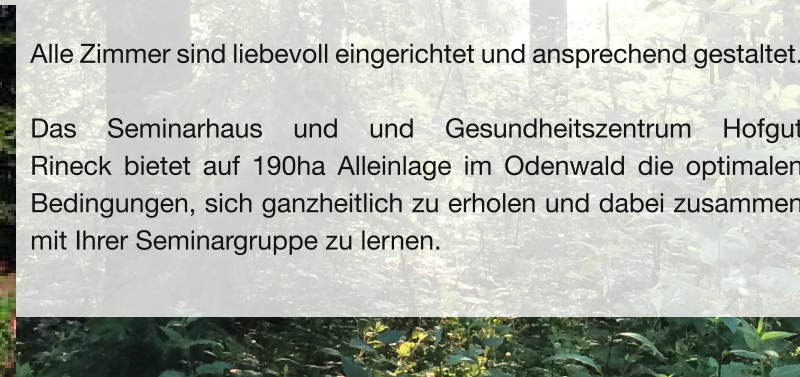 Alle Zimmer sind liebevoll eingerichtet und ansprechend gestaltet.
Das Seminarhaus und und Gesundheitszentrum Hofgut
Rineck bietet auf 190ha Alleinlage im Odenwald die optimalen
Bedingungen, sich ganzheitlich zu erholen und dabei zusammen
mit Ihrer Seminargruppe zu lernen.